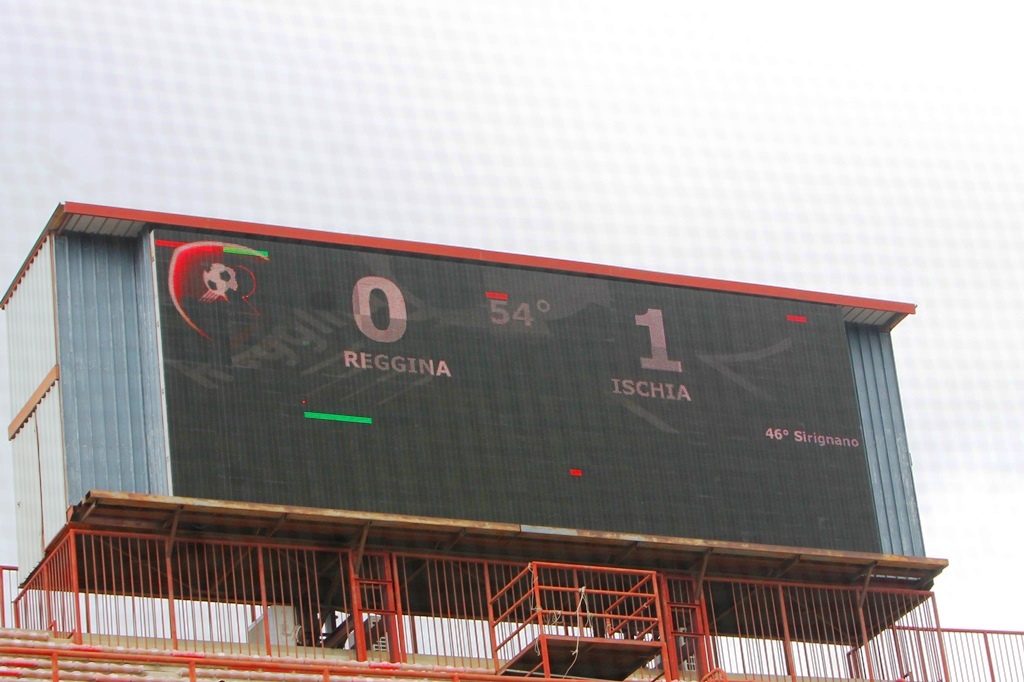 0
54°
1
REGGINA
ISCHIA
46° Sirignano